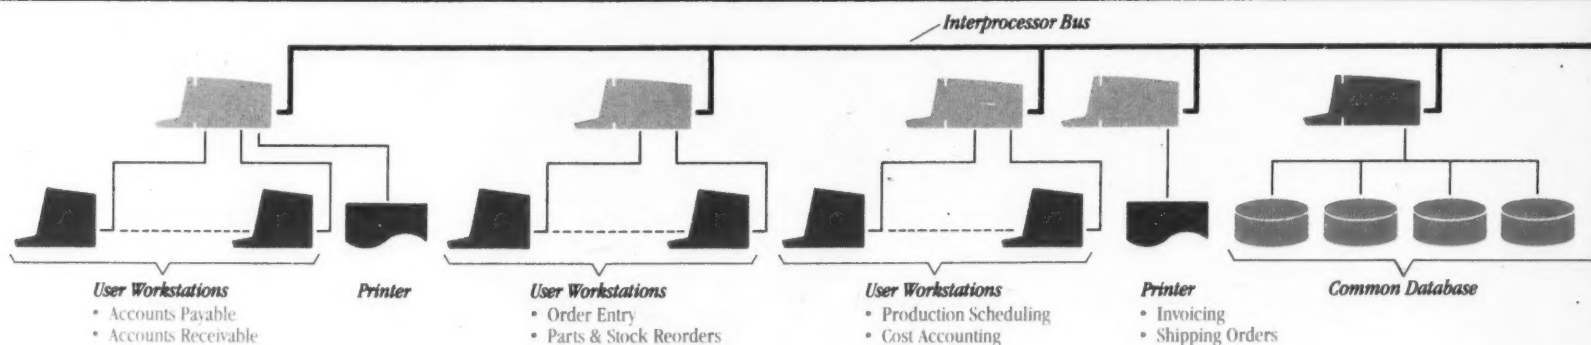 Interprocessor Bus
User Workstations
• Accounts Payable
• Accounts Receivable
Printer
User Workstations
• Order Entry
• Parts & Stock Reorders
User Workstations
• Production Scheduling
• Cost Accounting
Printer
• Invoicing
• Shipping Orders
Common Database